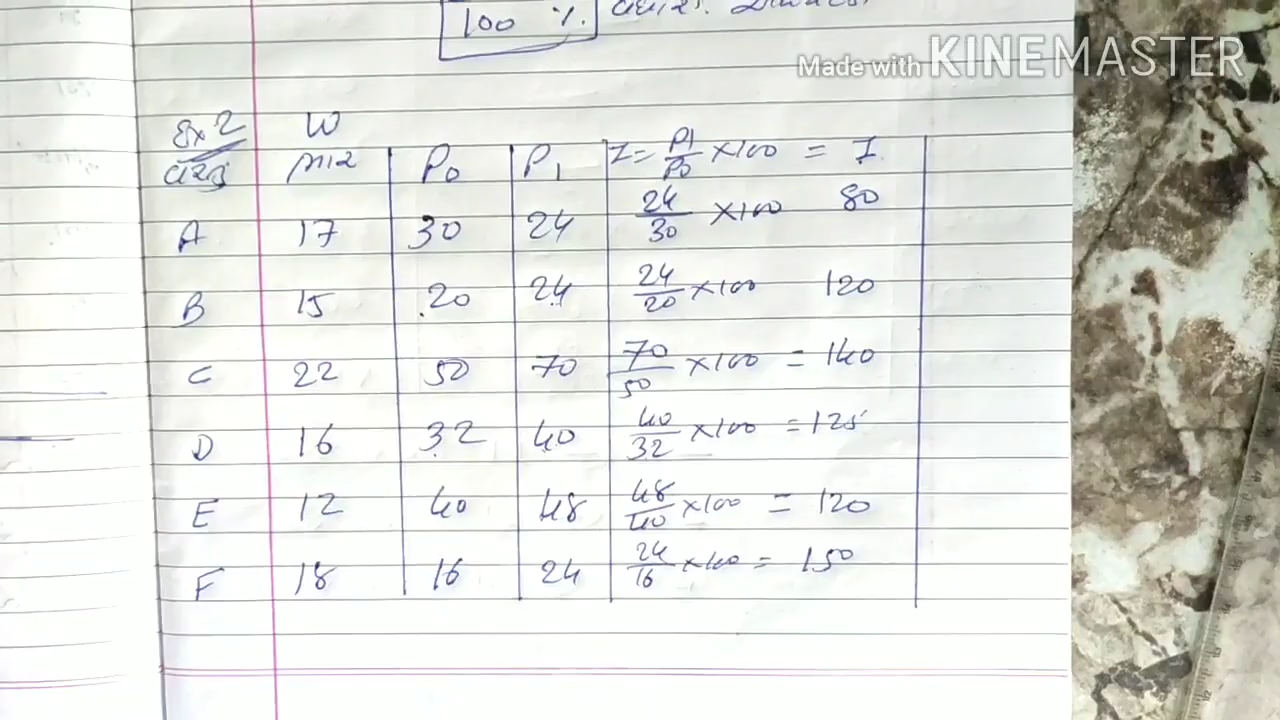 100 %
Made with KINEMASTER
Ex 2 W
P0 P1 I = P1/P0 ×100 = I
A 17 30 24 24/30 ×100 80
B 15 20 24 24/20 ×100 120
C 22 50 70 70/50 ×100 = 140
D 16 32 40 40/32 ×100 = 125
E 12 40 48 48/40 ×100 = 120
F 18 16 24 24/16 ×100 = 150